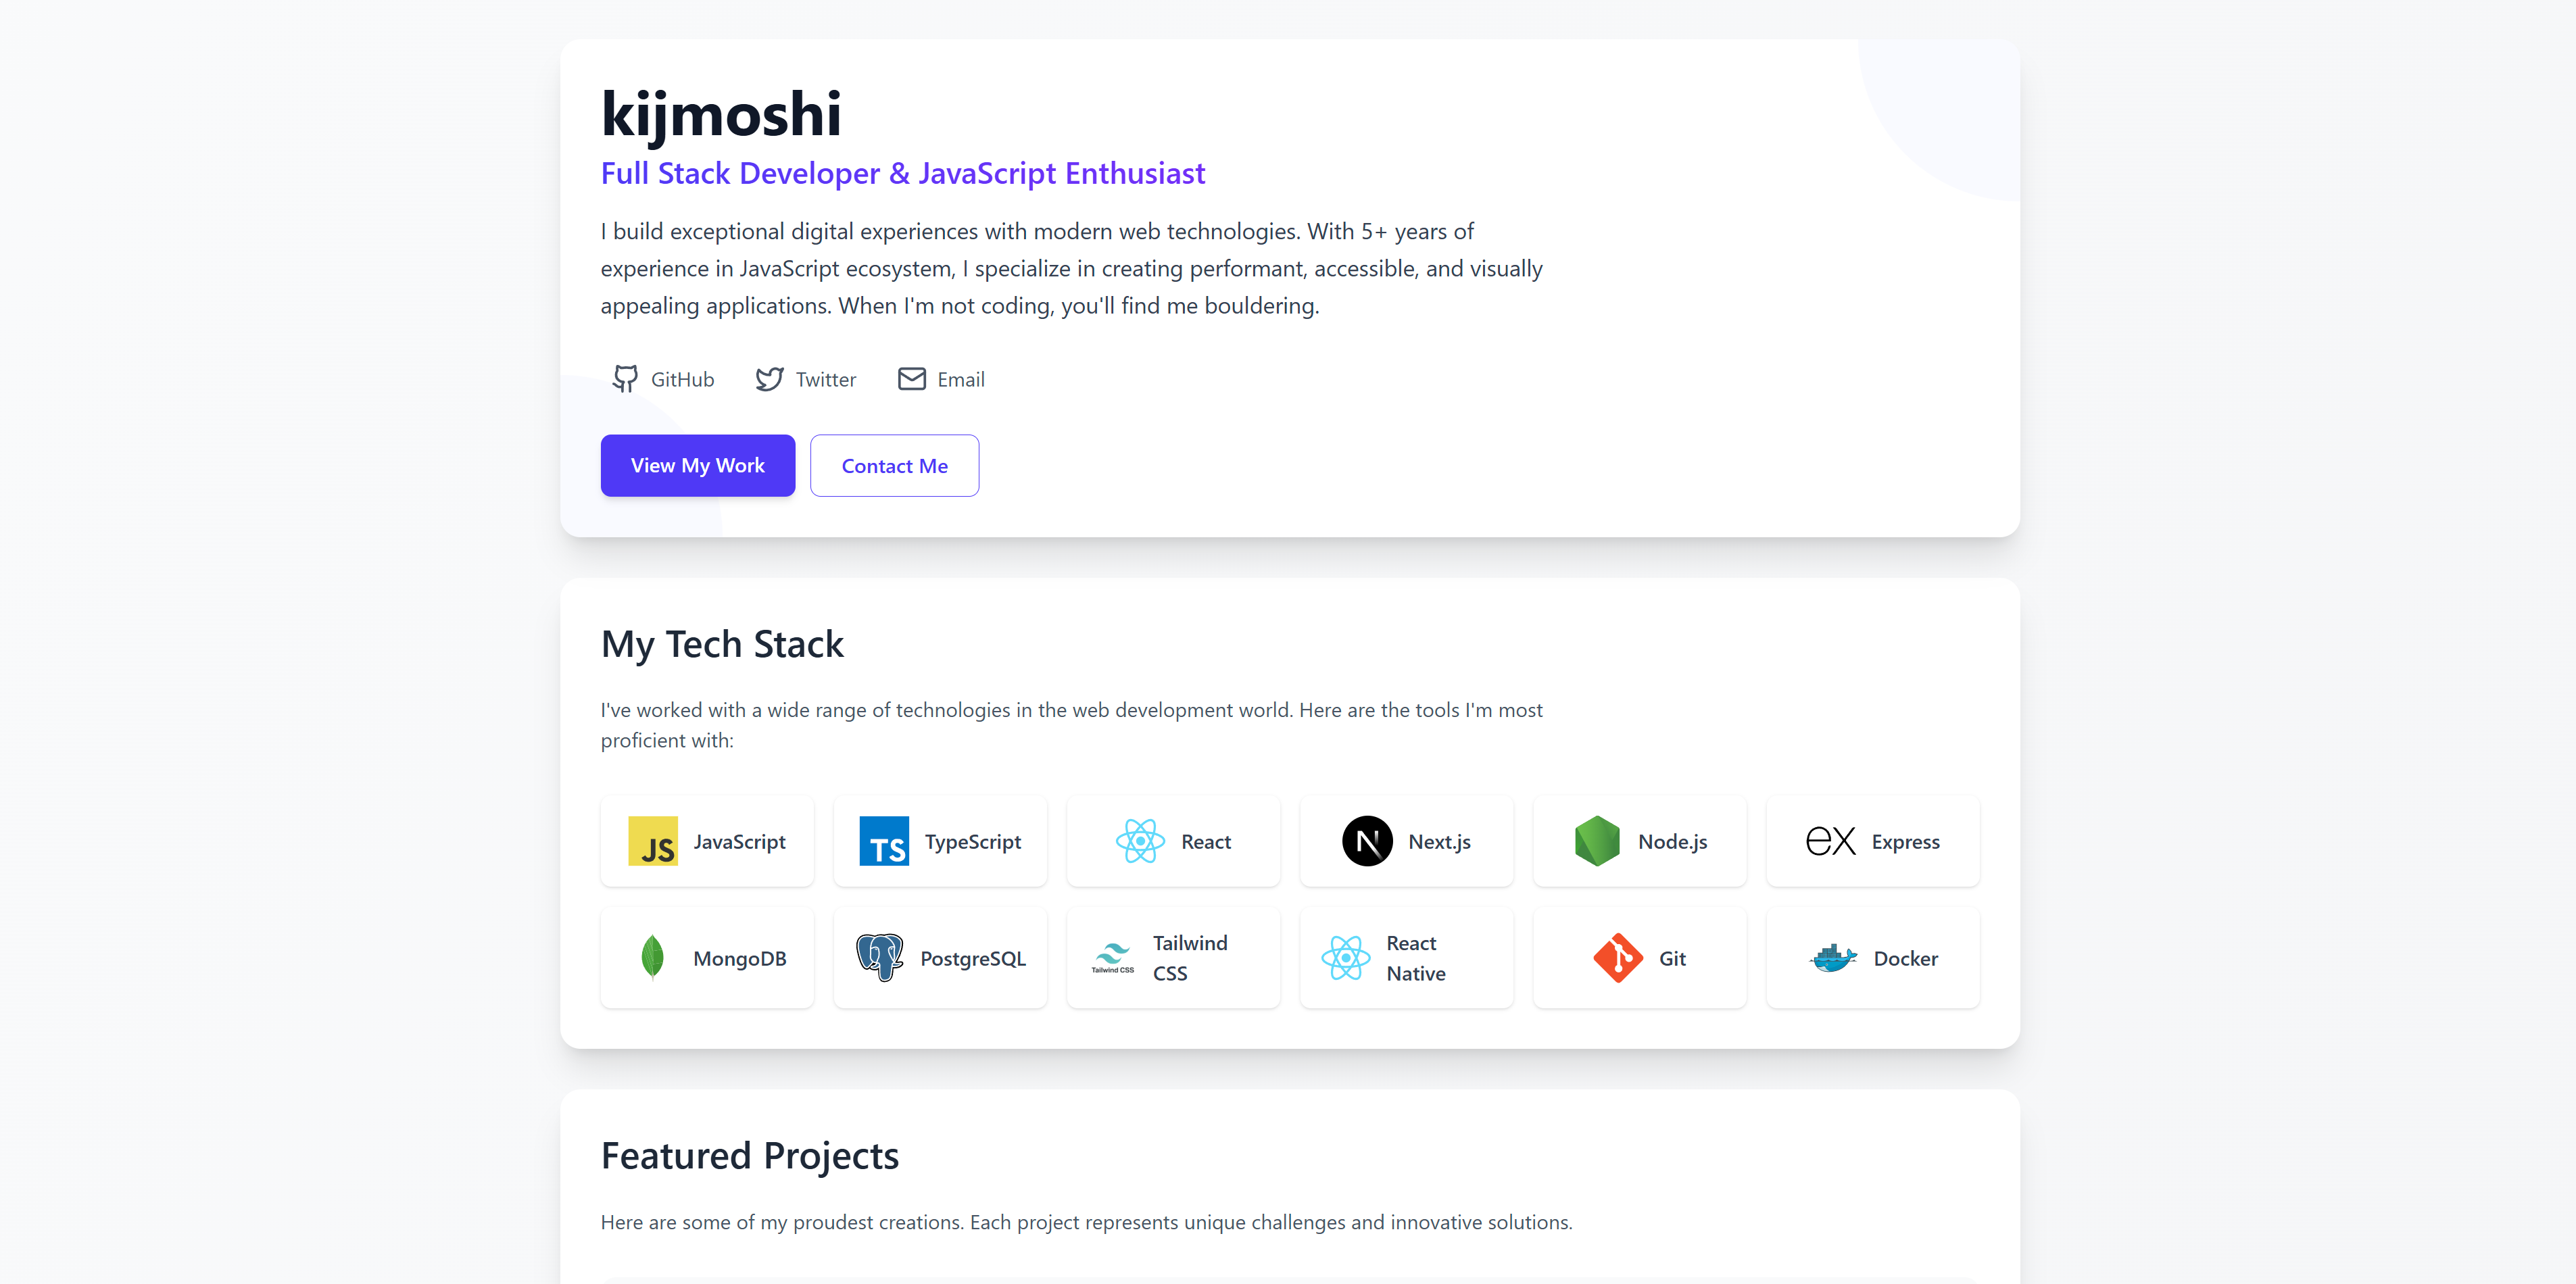 kijmoshi
Full Stack Developer & JavaScript Enthusiast
I build exceptional digital experiences with modern web technologies. With 5+ years of
experience in JavaScript ecosystem, I specialize in creating performant, accessible, and visually
appealing applications. When I'm not coding, you'll find me bouldering.
GitHub Twitter Email
View My Work Contact Me
My Tech Stack
I've worked with a wide range of technologies in the web development world. Here are the tools I'm most
proficient with:
JS JavaScript TS TypeScript React N Next.js Node.js ex Express
MongoDB PostgreSQL Tailwind CSS Tailwind CSS React Native Git Docker
Featured Projects
Here are some of my proudest creations. Each project represents unique challenges and innovative solutions.